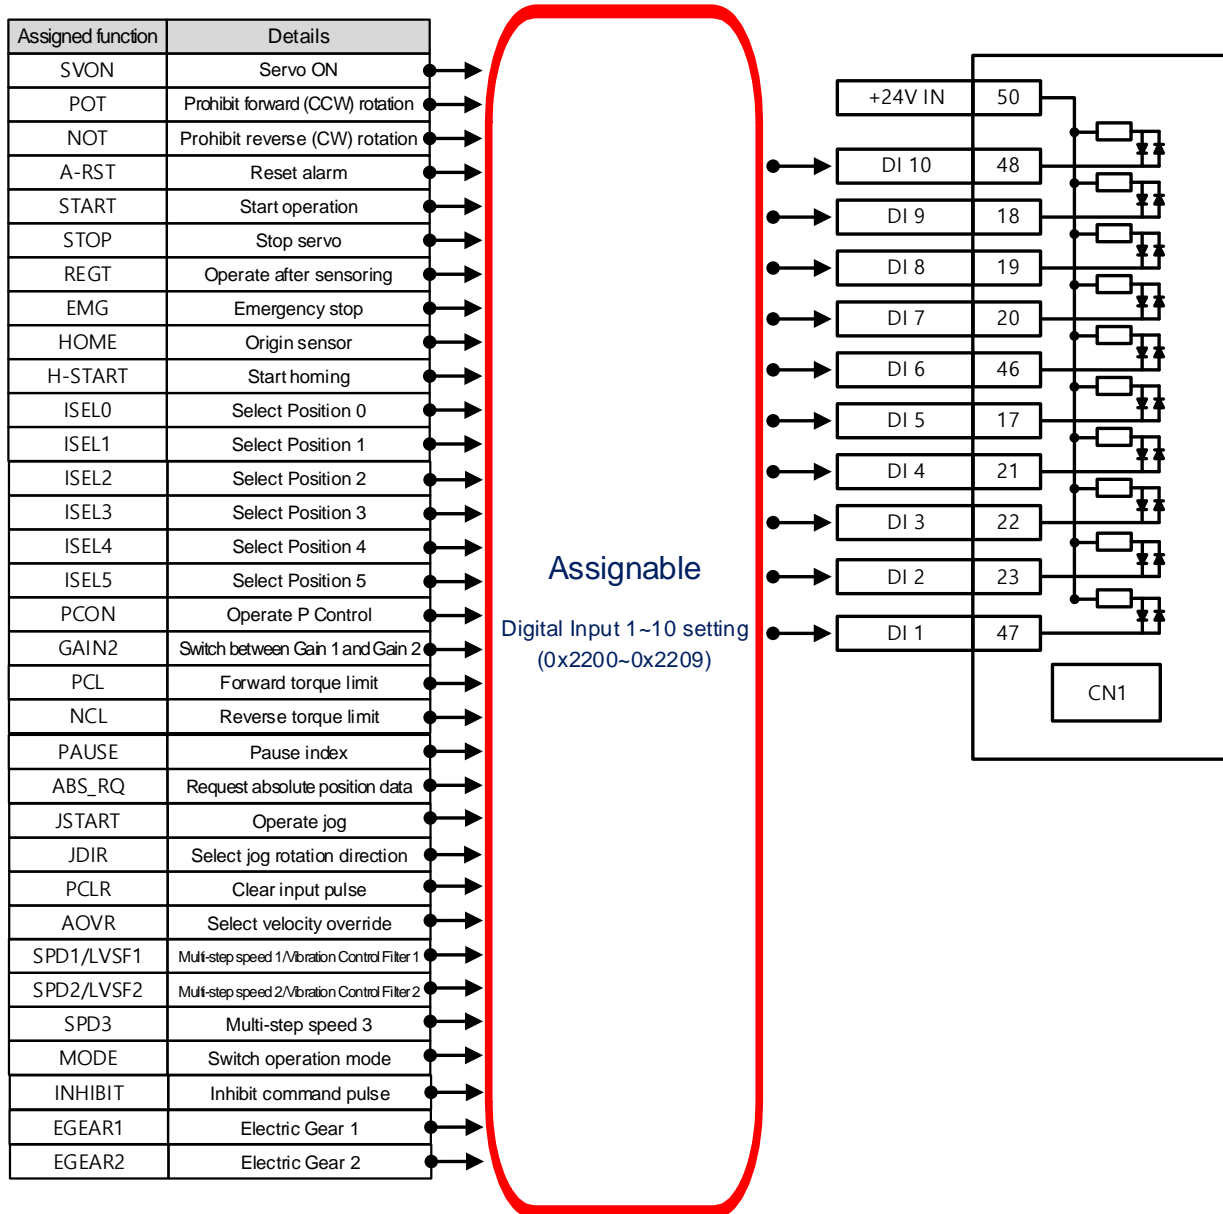 Assigned function Details
SVON Servo ON
POT Prohibit forward (CCW) rotation
NOT Prohibit reverse (CW) rotation
A-RST Reset alarm
START Start operation
STOP Stop servo
REGT Operate after sensoring
EMG Emergency stop
HOME Origin sensor
H-START Start homing
ISEL0 Select Position 0
ISEL1 Select Position 1
ISEL2 Select Position 2
ISEL3 Select Position 3
ISEL4 Select Position 4
ISEL5 Select Position 5
PCON Operate P Control
GAIN2 Switch between Gain 1 and Gain 2
PCL Forward torque limit
NCL Reverse torque limit
PAUSE Pause index
ABS_RQ Request absolute position data
JSTART Operate jog
JDIR Select jog rotation direction
PCLR Clear input pulse
AOVR Select velocity override
SPD1/LVSF1 Multi-step speed 1/Vibration Control Filter 1
SPD2/LVSF2 Multi-step speed 2/Vibration Control Filter 2
SPD3 Multi-step speed 3
MODE Switch operation mode
INHIBIT Inhibit command pulse
EGEAR1 Electric Gear 1
EGEAR2 Electric Gear 2
Assignable
Digital Input 1~10 setting
(0x2200~0x2209)
+24V IN 50
DI 10 48
DI 9 18
DI 8 19
DI 7 20
DI 6 46
DI 5 17
DI 4 21
DI 3 22
DI 2 23
DI 1 47
CN1